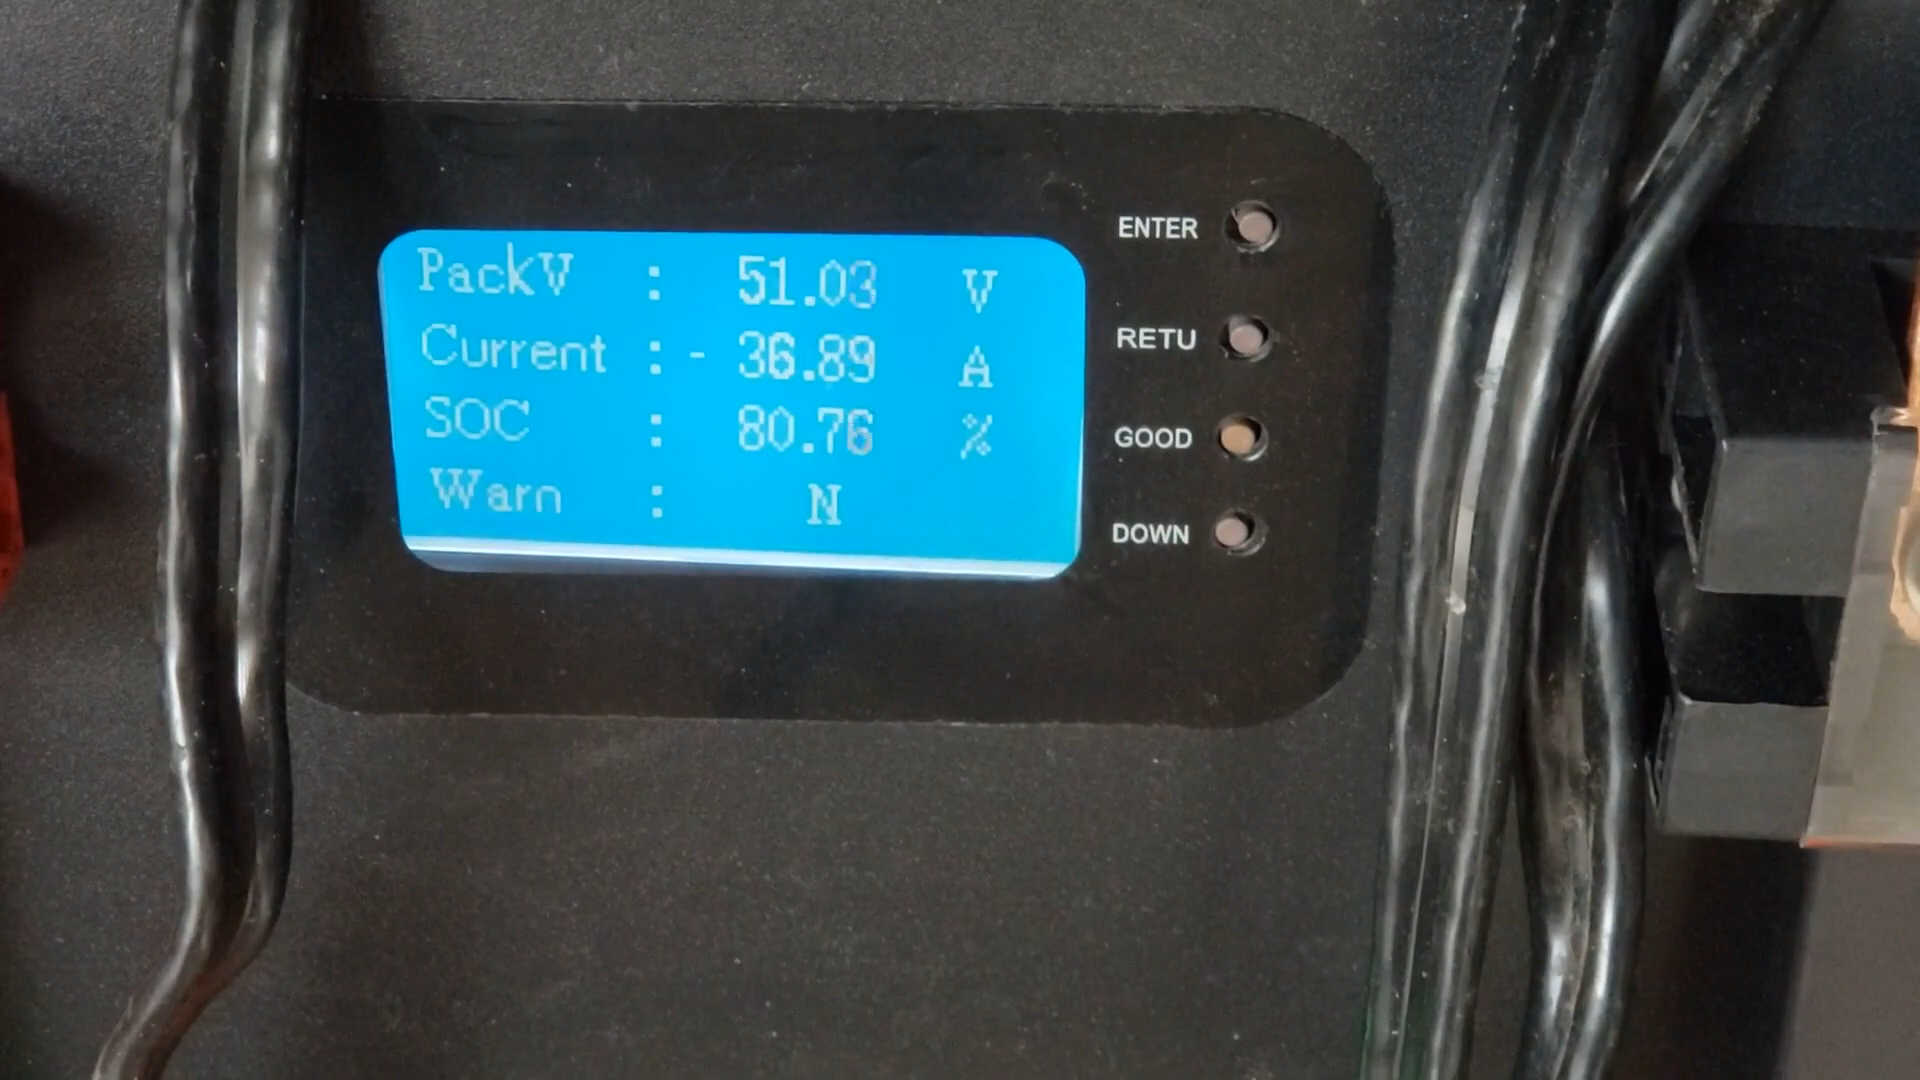 PackV : 51.03 V
Current : - 36.89 A
SOC : 80.76 %
Warn : N
ENTER
RETU
GOOD
DOWN